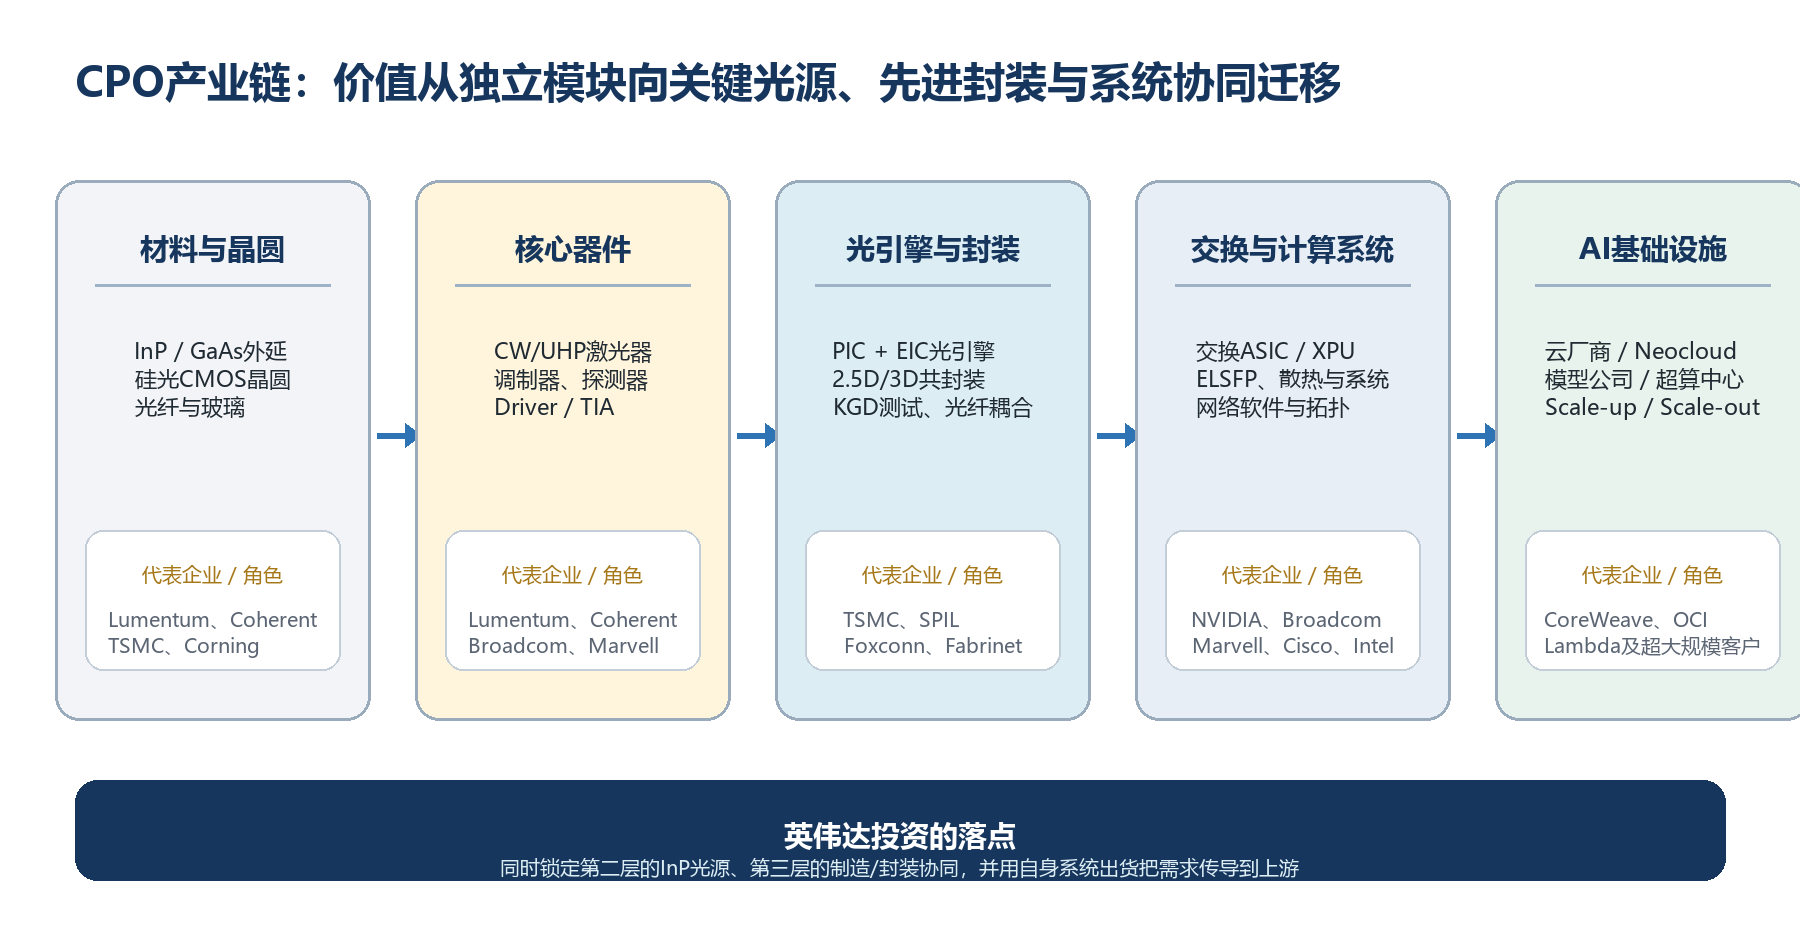 CPO产业链：价值从独立模块向关键光源、先进封装与系统协同迁移
材料与晶圆
InP / GaAs外延
硅光CMOS晶圆
光纤与玻璃
代表企业 / 角色
Lumentum、Coherent
TSMC、Corning
核心器件
CW/UHP激光器
调制器、探测器
Driver / TIA
代表企业 / 角色
Lumentum、Coherent
Broadcom、Marvell
光引擎与封装
PIC + EIC光引擎
2.5D/3D共封装
KGD测试、光纤耦合
代表企业 / 角色
TSMC、SPIL
Foxconn、Fabrinet
交换与计算系统
交换ASIC / XPU
ELSFP、散热与系统
网络软件与拓扑
代表企业 / 角色
NVIDIA、Broadcom
Marvell、Cisco、Intel
AI基础设施
云厂商 / Neocloud
模型公司 / 超算中心
Scale-up / Scale-out
代表企业 / 角色
CoreWeave、OCI
Lambda及超大规模客户
英伟达投资的落点
同时锁定第二层的InP光源、第三层的制造/封装协同，并用自身系统出货把需求传导到上游